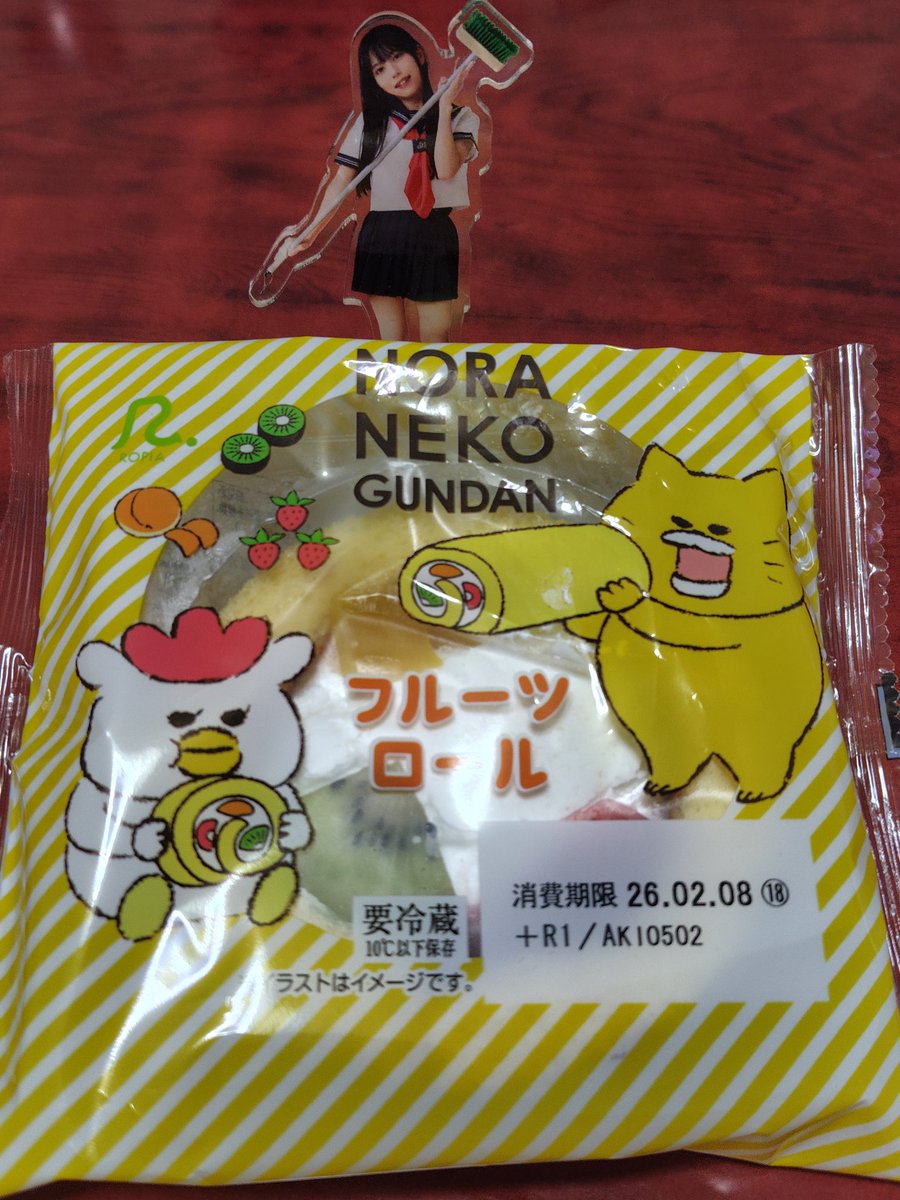 NORA
NEKO
GUNDAN
ROPIA
フルーツ
ロール
消費期限 26.02.08 ⑱
+R1/AKI0502
要冷蔵
10℃以下保存
イラストはイメージです。